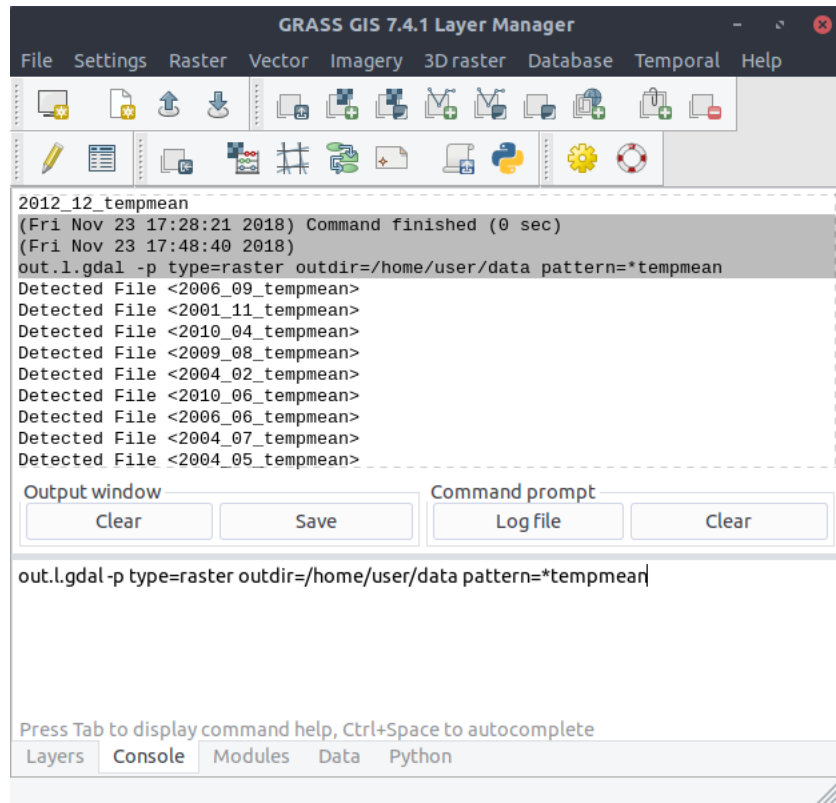 GRASS GIS 7.4.1 Layer Manager
File Settings Raster Vector Imagery 3D raster Database Temporal Help
2012_12_tempmean
(Fri Nov 23 17:28:21 2018) Command finished (0 sec)
(Fri Nov 23 17:48:40 2018)
out.l.gdal -p type=raster outdir=/home/user/data pattern=*tempmean
Detected File <2006_09_tempmean>
Detected File <2001_11_tempmean>
Detected File <2010_04_tempmean>
Detected File <2009_08_tempmean>
Detected File <2004_02_tempmean>
Detected File <2010_06_tempmean>
Detected File <2006_06_tempmean>
Detected File <2004_07_tempmean>
Detected File <2004_05_tempmean>
Output window Command prompt
Clear Save Log file Clear
out.l.gdal -p type=raster outdir=/home/user/data pattern=*tempmean
Press Tab to display command help, Ctrl+Space to autocomplete
Layers Console Modules Data Python